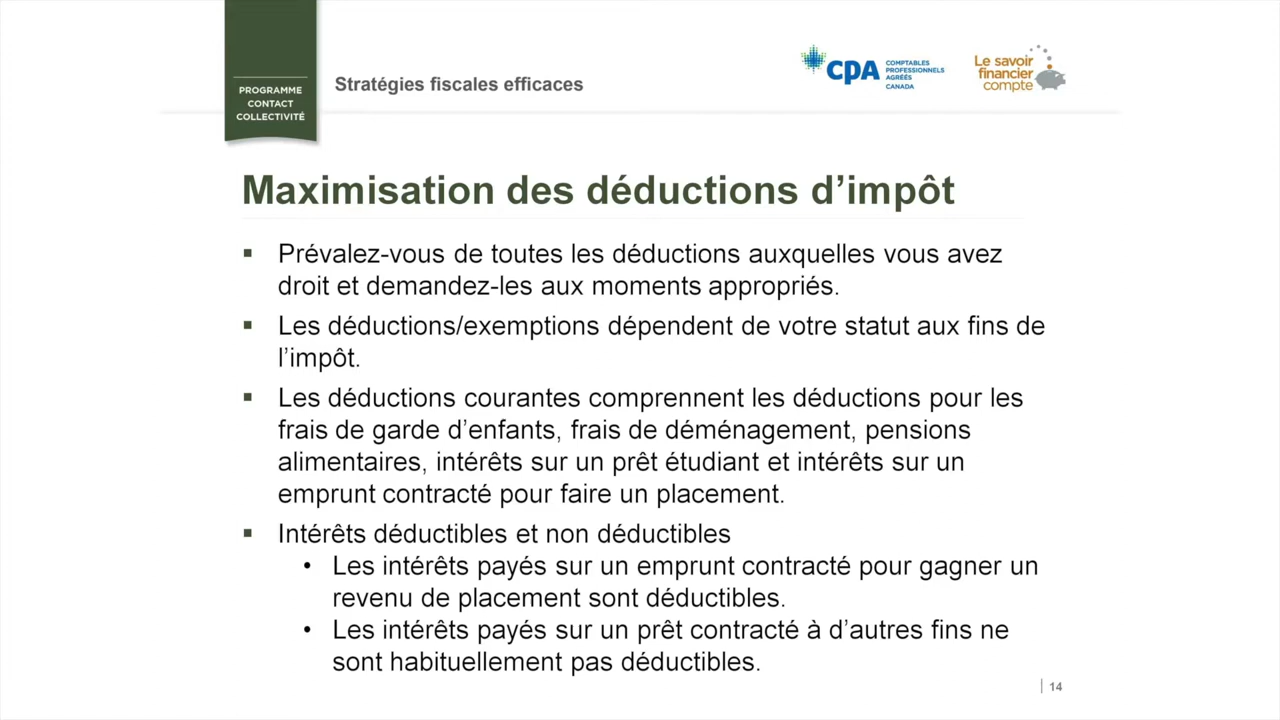 PROGRAMME
CONTACT
COLLECTIVITÉ
Stratégies fiscales efficaces
CPA
COMPTABLES
PROFESSIONNELS
AGRÉÉS
CANADA
Le savoir
financier
compte
Maximisation des déductions d’impôt
▪ Prévalez-vous de toutes les déductions auxquelles vous avez
droit et demandez-les aux moments appropriés.
▪ Les déductions/exemptions dépendent de votre statut aux fins de
l’impôt.
▪ Les déductions courantes comprennent les déductions pour les
frais de garde d’enfants, frais de déménagement, pensions
alimentaires, intérêts sur un prêt étudiant et intérêts sur un
emprunt contracté pour faire un placement.
▪ Intérêts déductibles et non déductibles
• Les intérêts payés sur un emprunt contracté pour gagner un
revenu de placement sont déductibles.
• Les intérêts payés sur un prêt contracté à d’autres fins ne
sont habituellement pas déductibles.
14